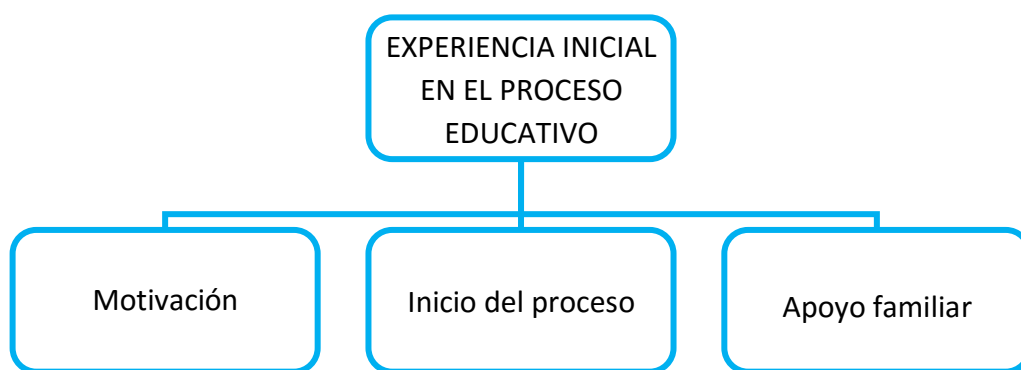 EXPERIENCIA INICIAL
EN EL PROCESO
EDUCATIVO
Motivación
Inicio del proceso
Apoyo familiar